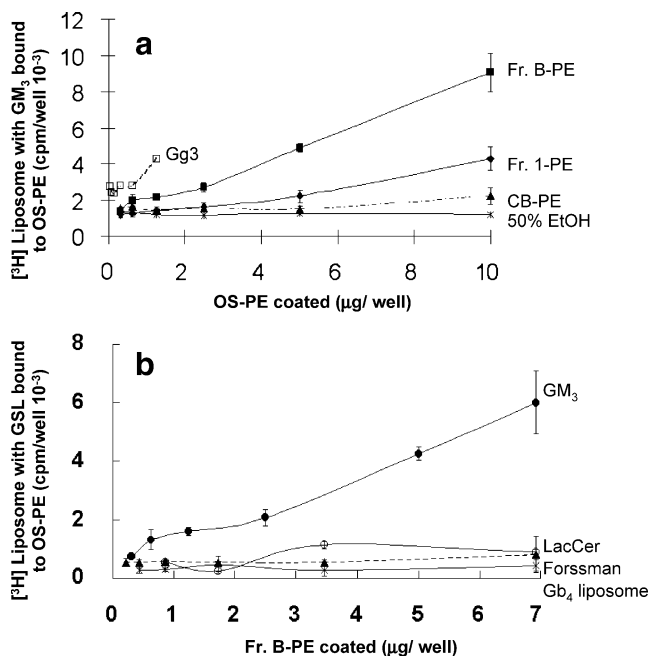 a
[³H] Liposome with GM₃ bound
to OS-PE (cpm/well 10⁻³)
12
10
8
6
4
2
0
Gg3
Fr. B-PE
Fr. 1-PE
CB-PE
50% EtOH
0 2 4 6 8 10
OS-PE coated (µg/ well)
b
[³H] Liposome with GSL bound
to OS-PE (cpm/well 10⁻³)
8
6
4
2
0
GM₃
LacCer
Forssman
Gb₄ liposome
0 1 2 3 4 5 6 7
Fr. B-PE coated (µg/ well)